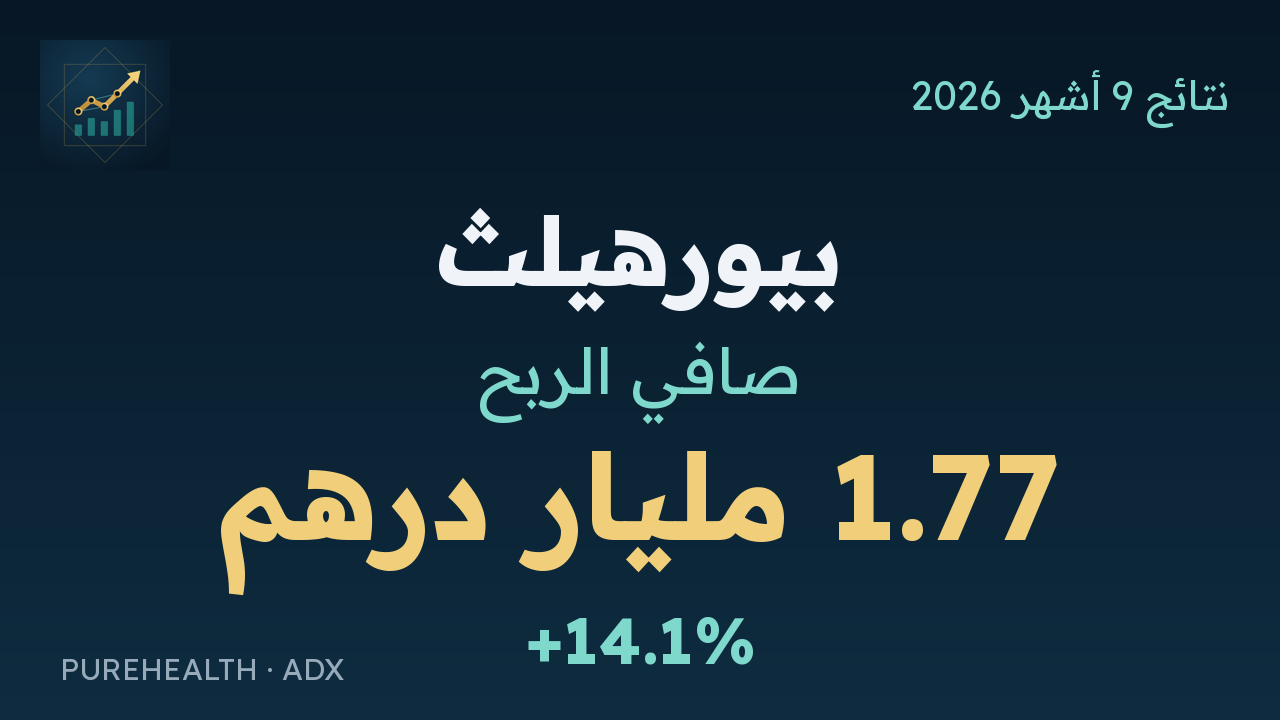 نتائج 9 أشهر 2026
بيورهيلث
صافي الربح
1.77 مليار درهم
+14.1%
PUREHEALTH · ADX